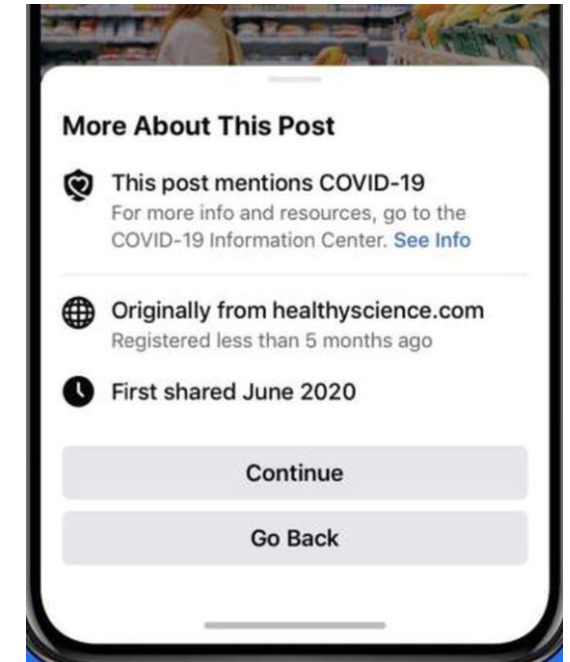 More About This Post
This post mentions COVID-19
For more info and resources, go to the
COVID-19 Information Center. See Info
Originally from healthyscience.com
Registered less than 5 months ago
First shared June 2020
Continue
Go Back